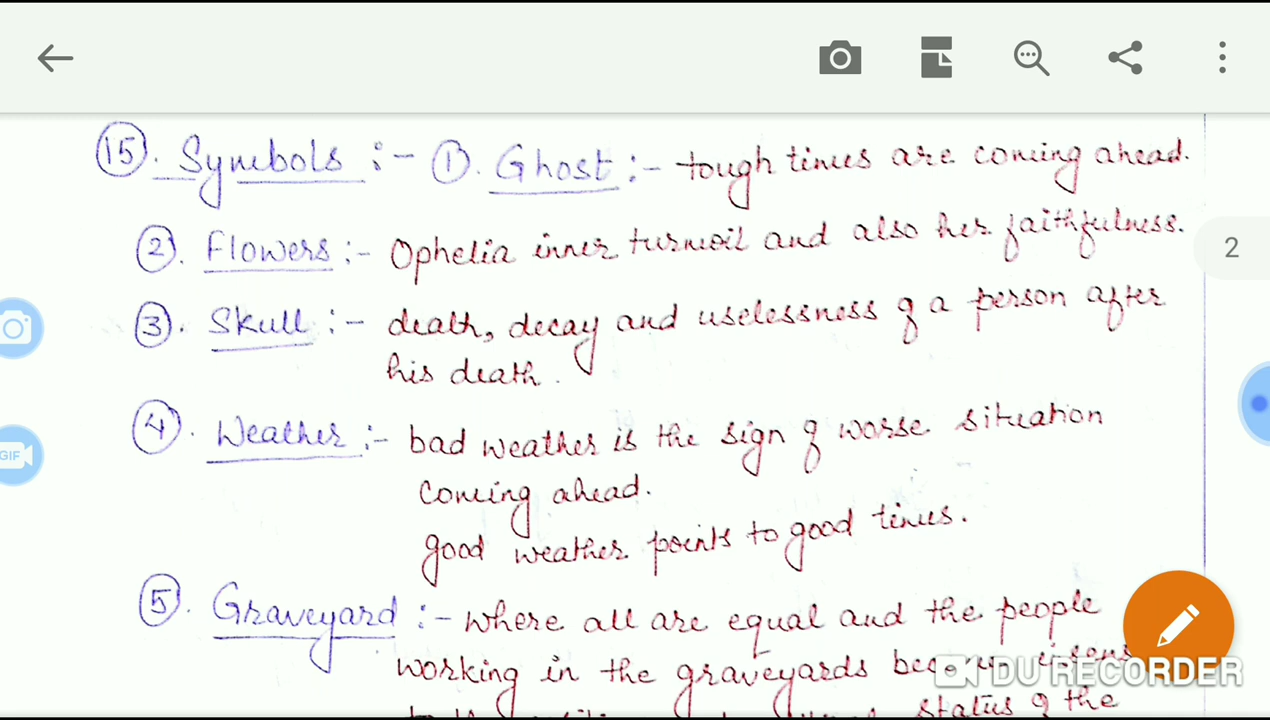 15. Symbols :- 1. Ghost :- tough times are coming ahead.
2. Flowers :- Ophelia inner turmoil and also her faithfulness.
2
3. Skull :- death, decay and uselessness of a person after
his death.
4. Weather :- bad weather is the sign of worse situation
coming ahead.
good weather points to good times.
5. Graveyard :- where all are equal and the people
working in the graveyards
status of the
GIF
DU RECORDER